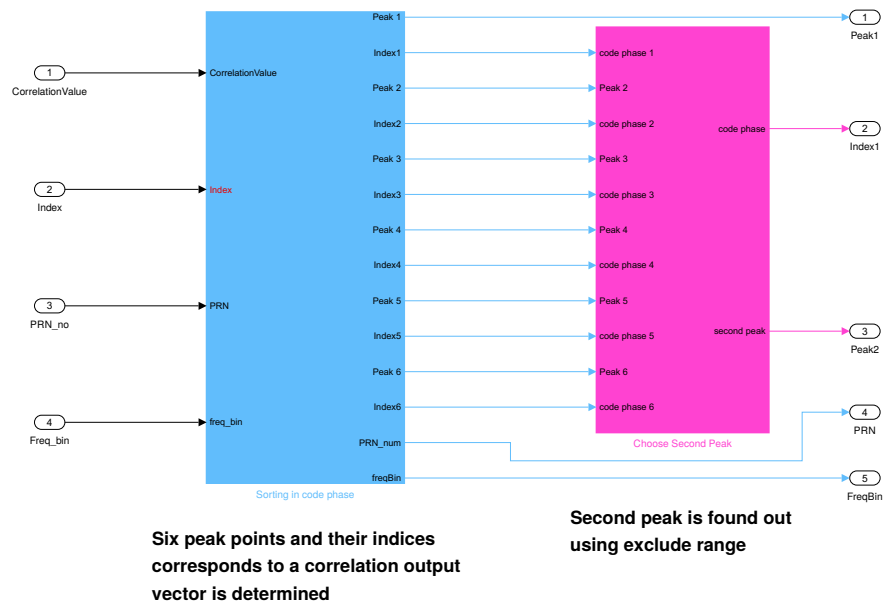 1
CorrelationValue
2
Index
3
PRN_no
4
Freq_bin
CorrelationValue
Index
PRN
freq_bin
Peak 1
Index1
Peak 2
Index2
Peak 3
Index3
Peak 4
Index4
Peak 5
Index5
Peak 6
Index6
PRN_num
freqBin
Sorting in code phase
code phase 1
Peak 2
code phase 2
Peak 3
code phase 3
Peak 4
code phase 4
Peak 5
code phase 5
Peak 6
code phase 6
code phase
second peak
Choose Second Peak
1
Peak1
2
Index1
3
Peak2
4
PRN
5
FreqBin
Six peak points and their indices
corresponds to a correlation output
vector is determined
Second peak is found out
using exclude range